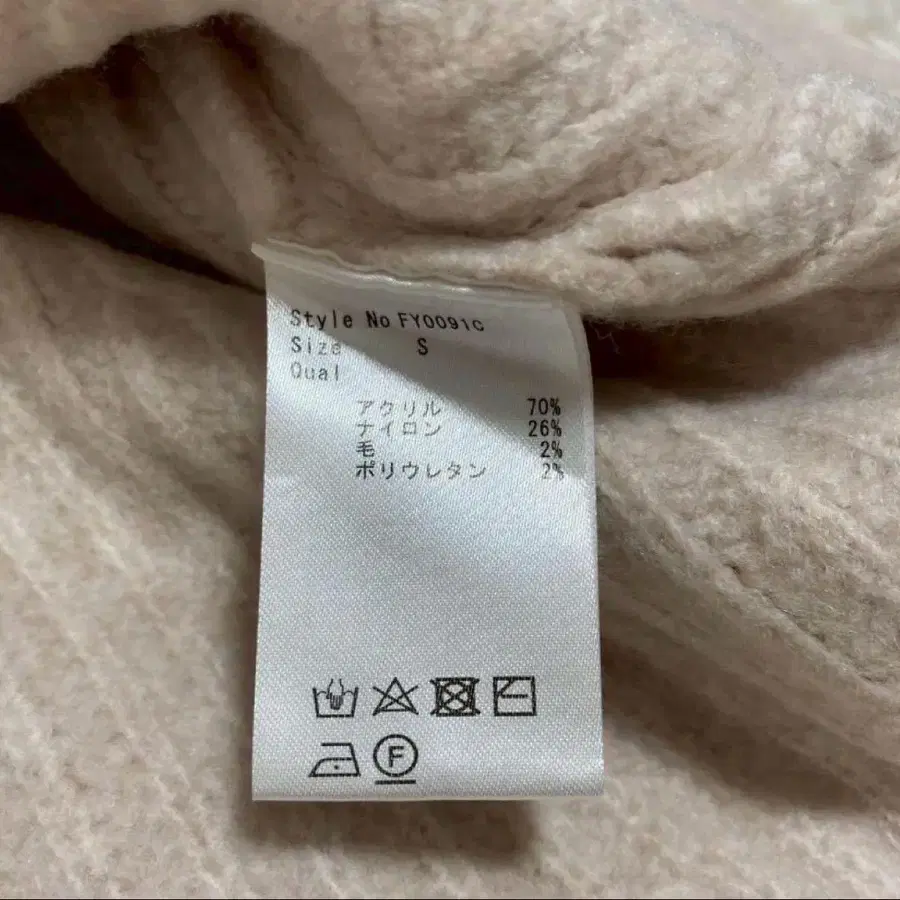 Style No FY0091C
Size S
Qual
アクリル 70%
ナイロン 26%
毛 2%
ポリウレタン 2%
F